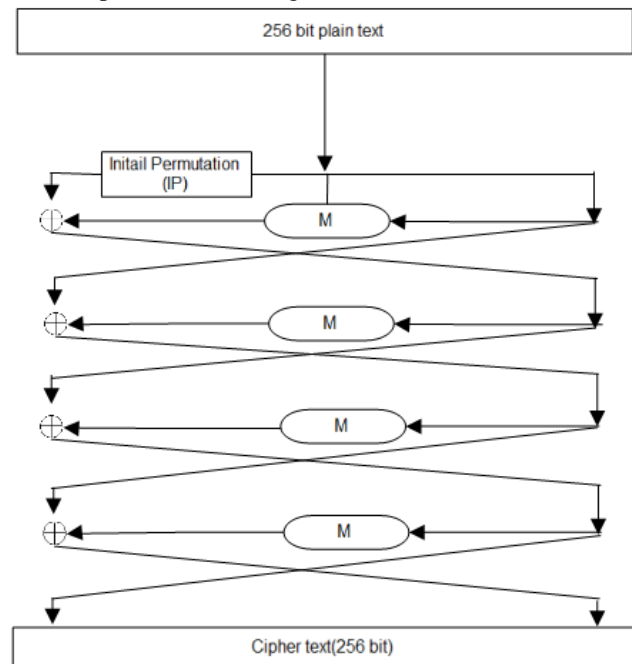 256 bit plain text
Initail Permutation
(IP)
M
M
M
M
Cipher text(256 bit)